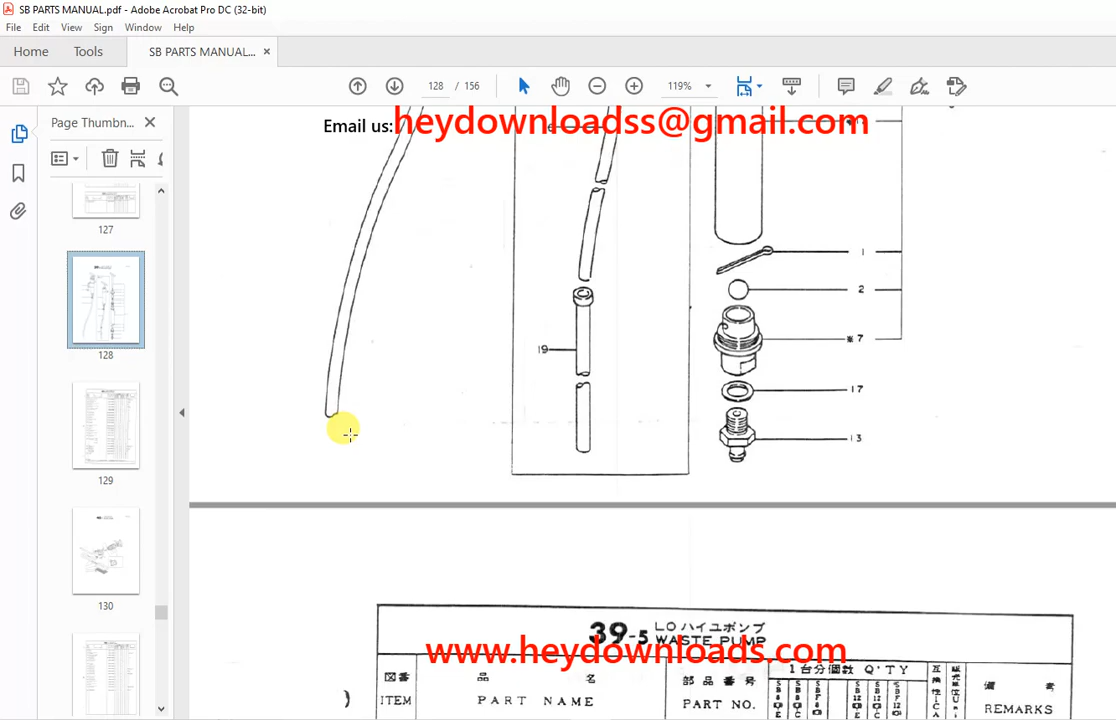 SB PARTS MANUAL.pdf - Adobe Acrobat Pro DC (32-bit)
File Edit View Sign Window Help
Home Tools SB PARTS MANUAL... ×
128 / 156 119%
Page Thumbn...
127
128
129
130
Email us: heydownloadss@gmail.com
1
2
※7
19
17
13
39-5 LO ハイユポンプ
WASTE PUMP
www.heydownloads.com
図番 品 名 部品番号 1台分個数 Q'TY 備 考
ITEM PART NAME PART NO. REMARKS